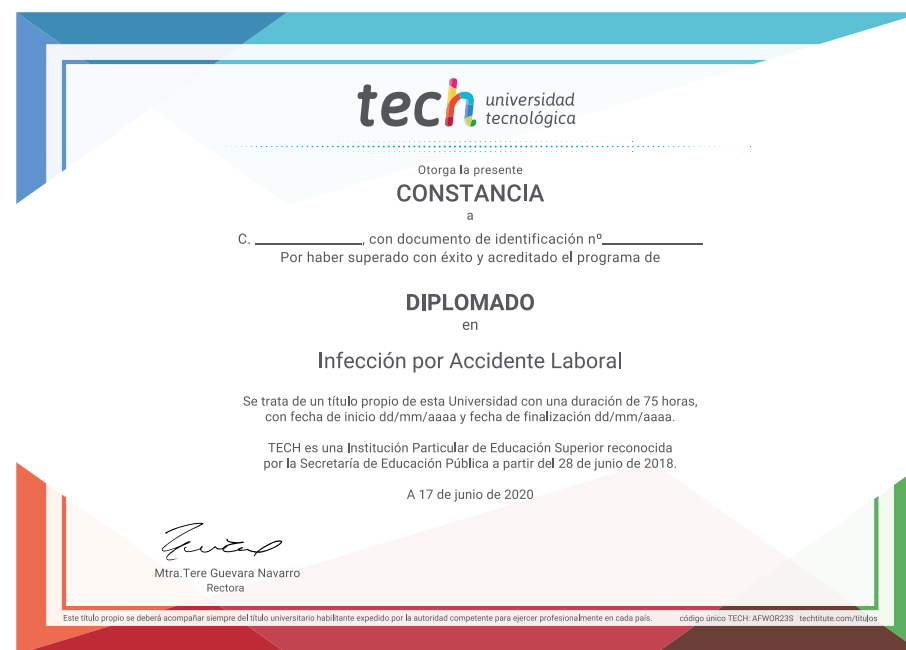 tech universidad
tecnológica
Otorga la presente
CONSTANCIA
a
C. ____________, con documento de identificación nº____________
Por haber superado con éxito y acreditado el programa de
DIPLOMADO
en
Infección por Accidente Laboral
Se trata de un título propio de esta Universidad con una duración de 75 horas,
con fecha de inicio dd/mm/aaaa y fecha de finalización dd/mm/aaaa.
TECH es una Institución Particular de Educación Superior reconocida
por la Secretaría de Educación Pública a partir del 28 de junio de 2018.
A 17 de junio de 2020
Mtra.Tere Guevara Navarro
Rectora
Este título propio se deberá acompañar siempre del título universitario habilitante expedido por la autoridad competente para ejercer profesionalmente en cada país. código único TECH: AFWOR23S techtitute.com/titulos